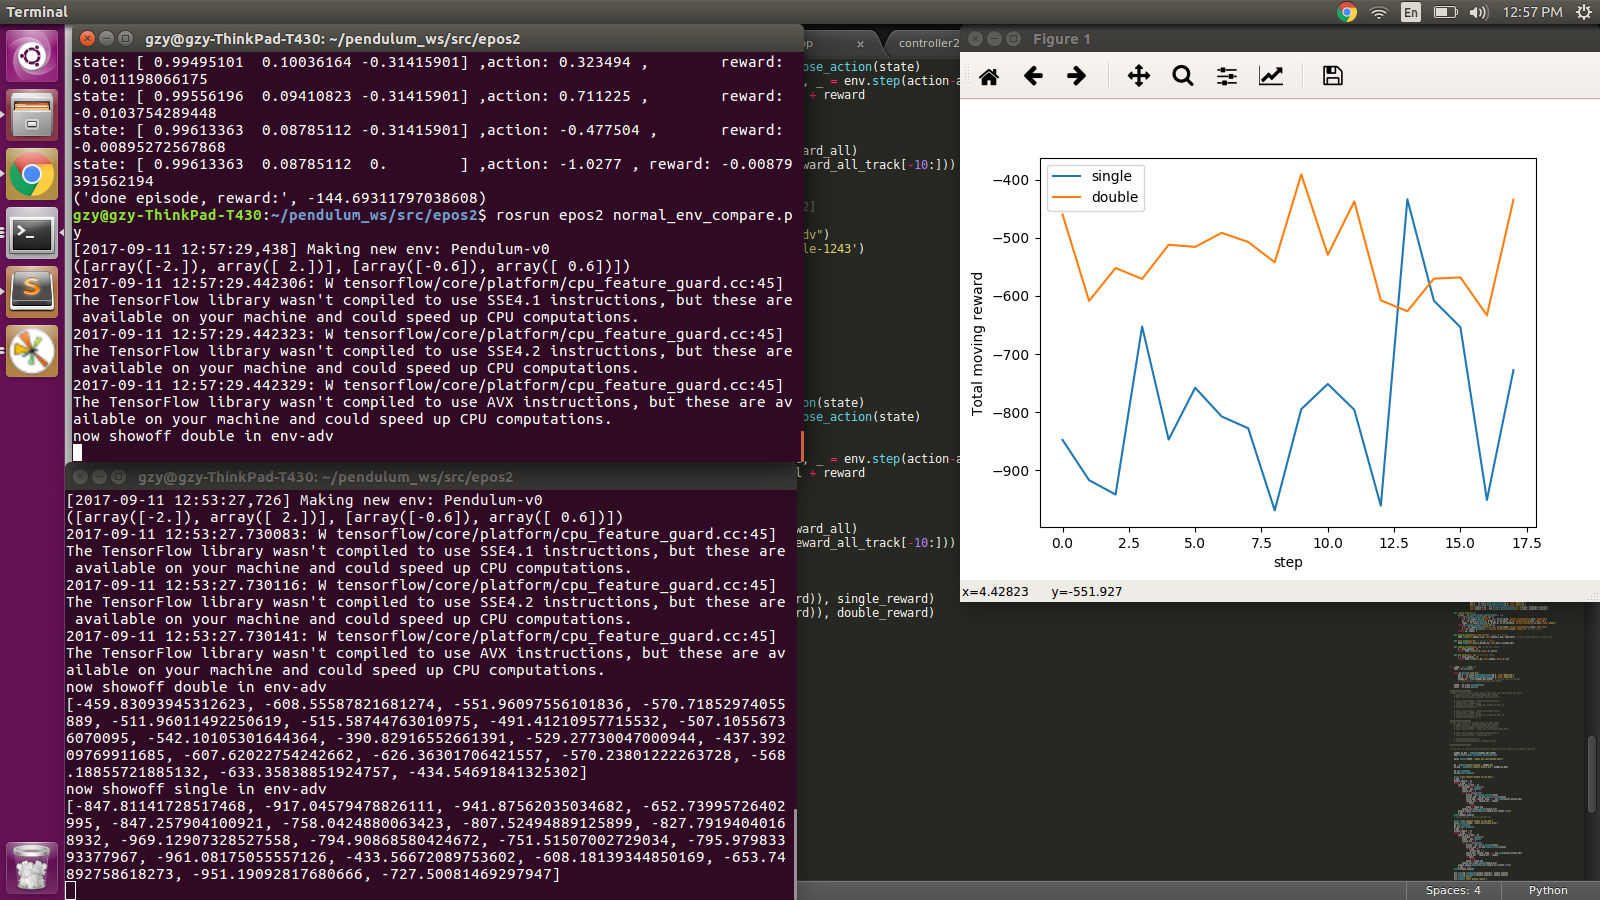 Terminal
En
12:57 PM
gzy@gzy-ThinkPad-T430: ~/pendulum_ws/src/epos2
state: [ 0.99495101  0.10036164 -0.31415901] ,action: 0.323494 ,        reward:
-0.011198066175
state: [ 0.99556196  0.09410823 -0.31415901] ,action: 0.711225 ,        reward:
-0.0103754289448
state: [ 0.99613363  0.08785112 -0.31415901] ,action: -0.477504 ,       reward:
-0.00895272567868
state: [ 0.99613363  0.08785112  0.        ] ,action: -1.0277 , reward: -0.00879
391562194
('done episode, reward:', -144.69311797038608)
gzy@gzy-ThinkPad-T430:~/pendulum_ws/src/epos2$ rosrun epos2 normal_env_compare.p
y
[2017-09-11 12:57:29,438] Making new env: Pendulum-v0
([array([-2.]), array([ 2.])], [array([-0.6]), array([ 0.6])])
2017-09-11 12:57:29.442306: W tensorflow/core/platform/cpu_feature_guard.cc:45]
The TensorFlow library wasn't compiled to use SSE4.1 instructions, but these are
 available on your machine and could speed up CPU computations.
2017-09-11 12:57:29.442323: W tensorflow/core/platform/cpu_feature_guard.cc:45]
The TensorFlow library wasn't compiled to use SSE4.2 instructions, but these are
 available on your machine and could speed up CPU computations.
2017-09-11 12:57:29.442329: W tensorflow/core/platform/cpu_feature_guard.cc:45]
The TensorFlow library wasn't compiled to use AVX instructions, but these are av
ailable on your machine and could speed up CPU computations.
now showoff double in env-adv
gzy@gzy-ThinkPad-T430: ~/pendulum_ws/src/epos2
[2017-09-11 12:53:27,726] Making new env: Pendulum-v0
([array([-2.]), array([ 2.])], [array([-0.6]), array([ 0.6])])
2017-09-11 12:53:27.730083: W tensorflow/core/platform/cpu_feature_guard.cc:45]
The TensorFlow library wasn't compiled to use SSE4.1 instructions, but these are
 available on your machine and could speed up CPU computations.
2017-09-11 12:53:27.730116: W tensorflow/core/platform/cpu_feature_guard.cc:45]
The TensorFlow library wasn't compiled to use SSE4.2 instructions, but these are
 available on your machine and could speed up CPU computations.
2017-09-11 12:53:27.730141: W tensorflow/core/platform/cpu_feature_guard.cc:45]
The TensorFlow library wasn't compiled to use AVX instructions, but these are av
ailable on your machine and could speed up CPU computations.
now showoff double in env-adv
[-459.83093945312623, -608.55587821681274, -551.96097556101836, -570.71852974055
889, -511.96011492250619, -515.58744763010975, -491.41210957715532, -507.1055673
6070095, -542.10105301644364, -390.82916552661391, -529.27730047000944, -437.392
09769911685, -607.62022754242662, -626.36301706421557, -570.23801222263728, -568
.18855721885132, -633.35838851924757, -434.54691841325302]
now showoff single in env-adv
[-847.81141728517468, -917.04579478826111, -941.87562035034682, -652.73995726402
995, -847.257904100921, -758.0424880063423, -807.52494889125899, -827.7919404016
8932, -969.12907328527558, -794.90868580424672, -751.51507002729034, -795.979833
93377967, -961.08175055557126, -433.56672089753602, -608.18139344850169, -653.74
892758618273, -951.19092817680666, -727.50081469297947]
op
controller2
ose_action(state)
, _ = env.step(action-a
+ reward
ard_all)
ward_all_track[-10:]))
2]
dv")
le-1243')
on(state)
ose_action(state)
, _ = env.step(action-a
l + reward
ward_all)
eward_all_track[-10:]))
rd)), single_reward)
rd)), double_reward)
Spaces: 4
Python
Figure 1
single
double
−400
−500
−600
−700
−800
−900
Total moving reward
0.0
2.5
5.0
7.5
10.0
12.5
15.0
17.5
step
x=4.42823 y=-551.927